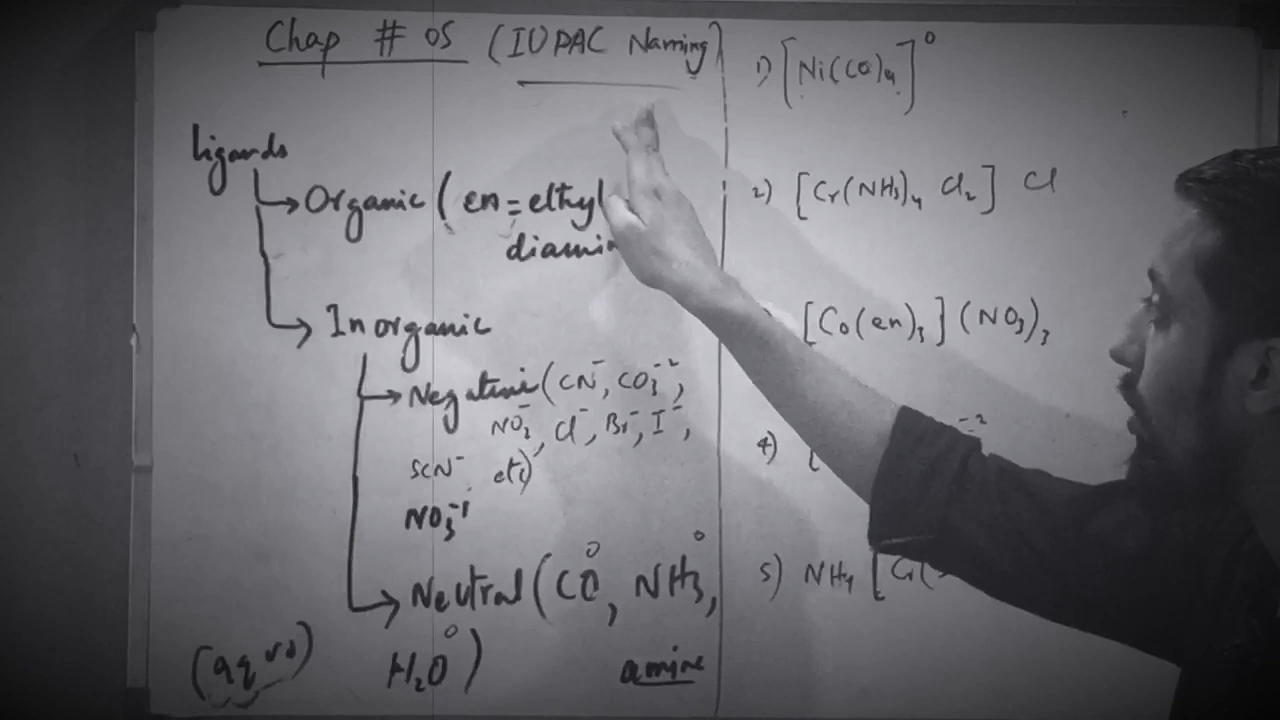 Chap # 05 (IUPAC Naming)
ligands
→ Organic ( en = ethyl
diami
→ Inorganic
→ Negative (CN⁻, CO₃⁻²,
NO₂⁻, Cl⁻, Br⁻, I⁻,
SCN⁻ etc)
NO₃⁻¹
→ Neutral (CO⁰, NH₃⁰,
H₂O⁰)
amine
1) [Ni(CO)₄]⁰
2) [Cr(NH₃)₄ Cl₂] Cl
[Co(en)₃] (NO₃)₃
4) [ ⁻²
5) NH₄ [Cr(